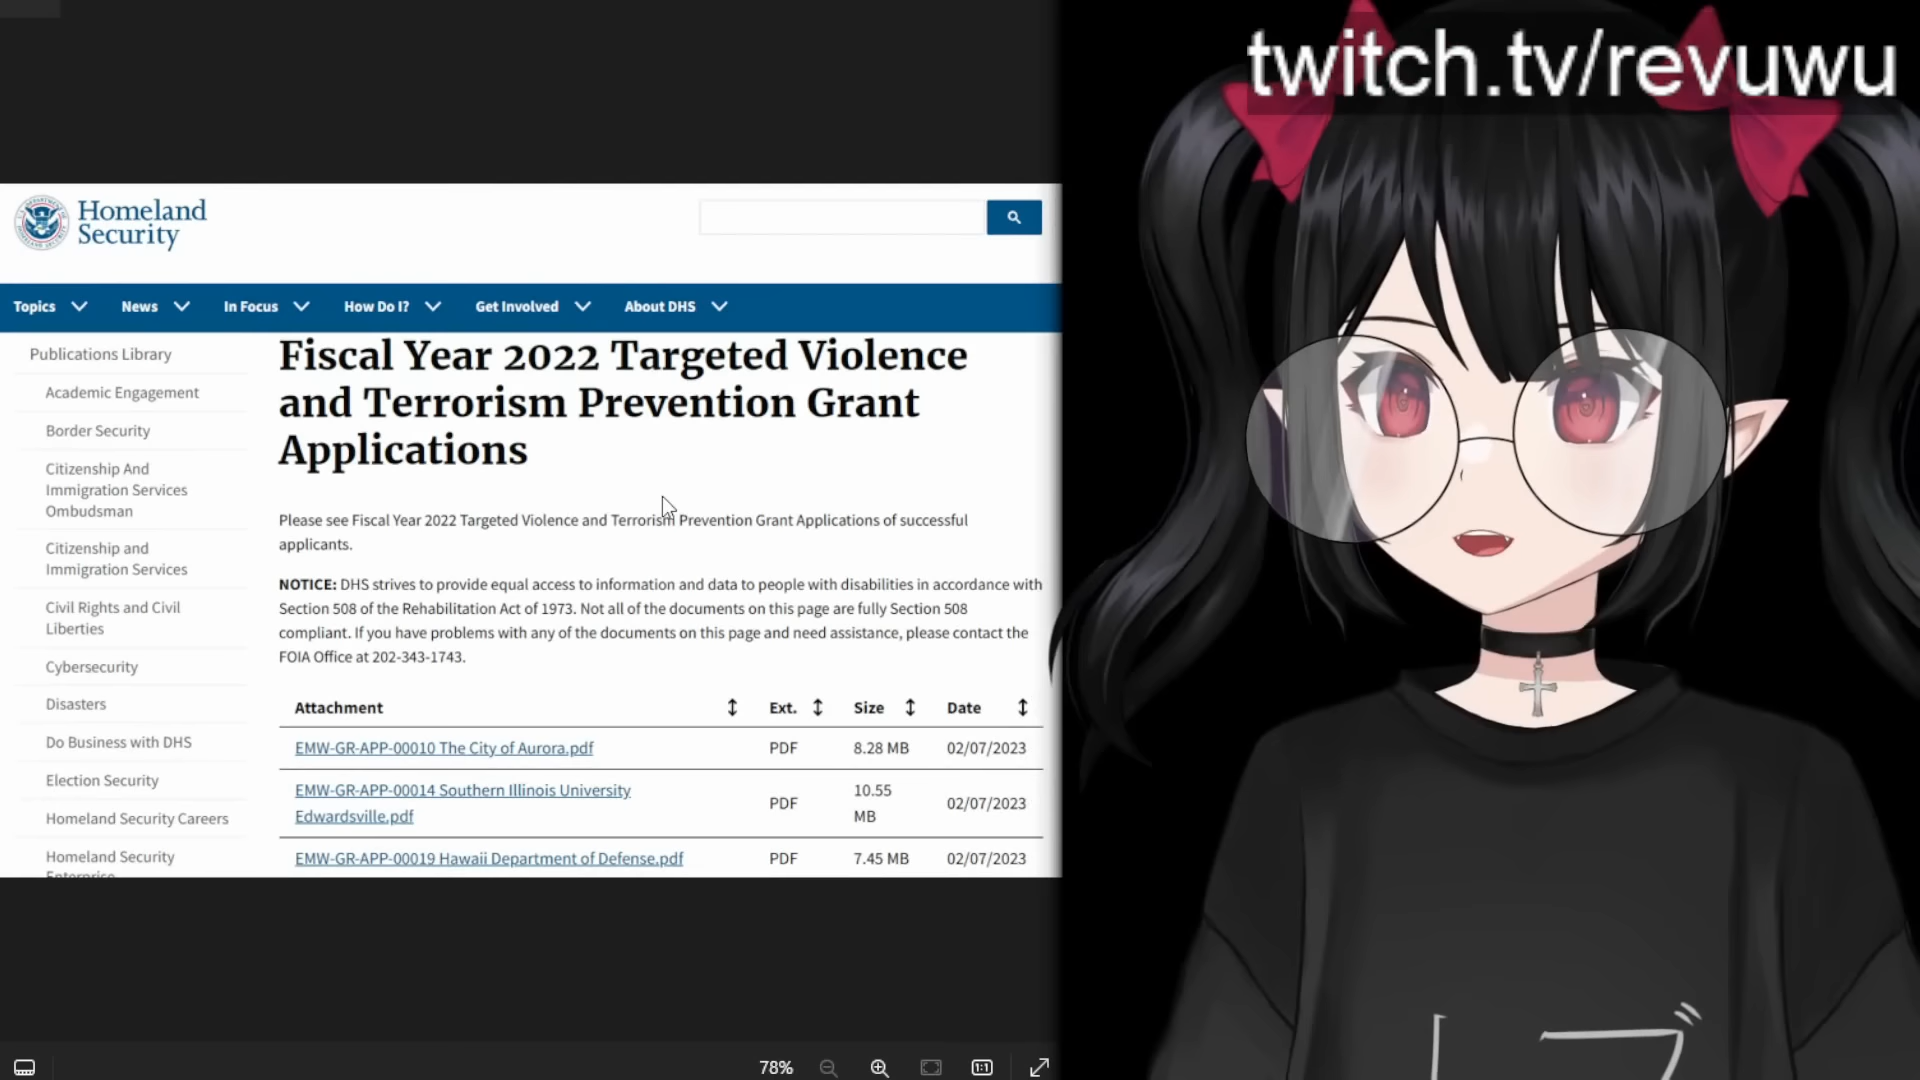 twitch.tv/revuwu
Homeland
Security
Topics
News
In Focus
How Do I?
Get Involved
About DHS
Publications Library
Academic Engagement
Border Security
Citizenship And
Immigration Services
Ombudsman
Citizenship and
Immigration Services
Civil Rights and Civil
Liberties
Cybersecurity
Disasters
Do Business with DHS
Election Security
Homeland Security Careers
Homeland Security
Enterprise
Fiscal Year 2022 Targeted Violence
and Terrorism Prevention Grant
Applications
Please see Fiscal Year 2022 Targeted Violence and Terrorism Prevention Grant Applications of successful
applicants.
NOTICE: DHS strives to provide equal access to information and data to people with disabilities in accordance with
Section 508 of the Rehabilitation Act of 1973. Not all of the documents on this page are fully Section 508
compliant. If you have problems with any of the documents on this page and need assistance, please contact the
FOIA Office at 202-343-1743.
Attachment Ext. Size Date
EMW-GR-APP-00010 The City of Aurora.pdf PDF 8.28 MB 02/07/2023
EMW-GR-APP-00014 Southern Illinois University
Edwardsville.pdf PDF 10.55
MB 02/07/2023
EMW-GR-APP-00019 Hawaii Department of Defense.pdf PDF 7.45 MB 02/07/2023
78%
1:1